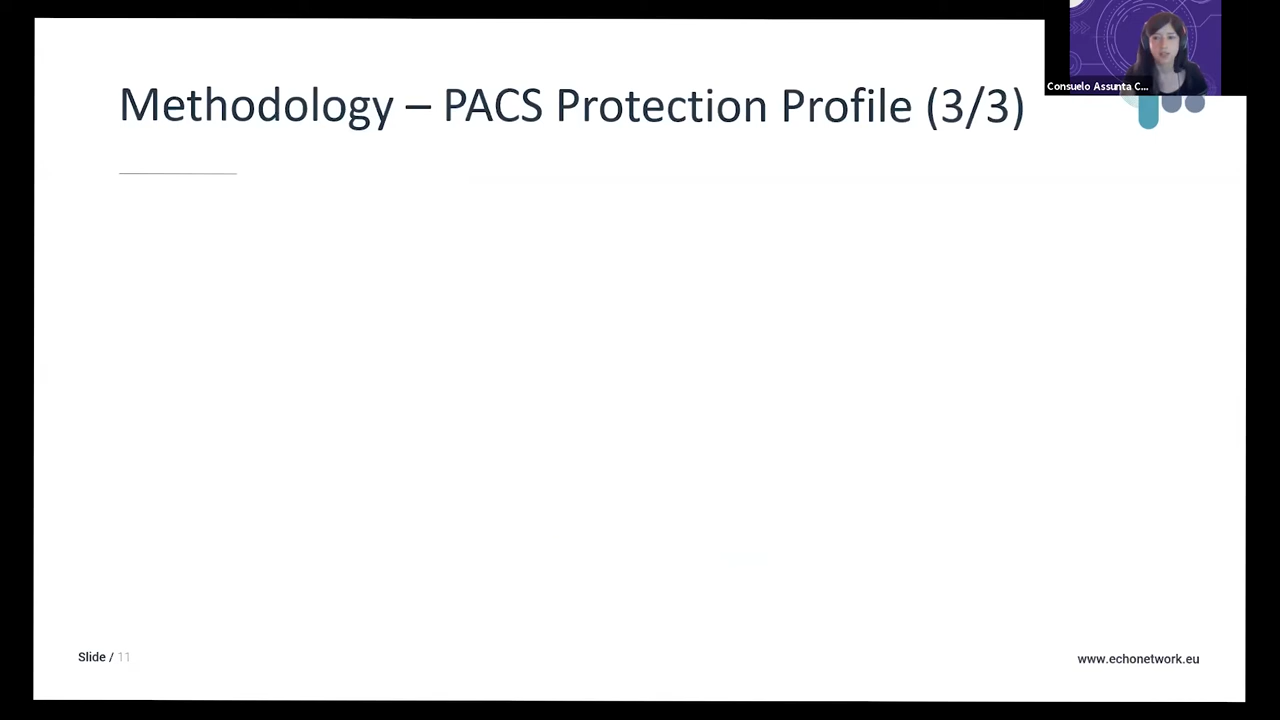 Methodology – PACS Protection Profile (3/3)
Consuelo Assunta C...
Slide / 11
www.echonetwork.eu